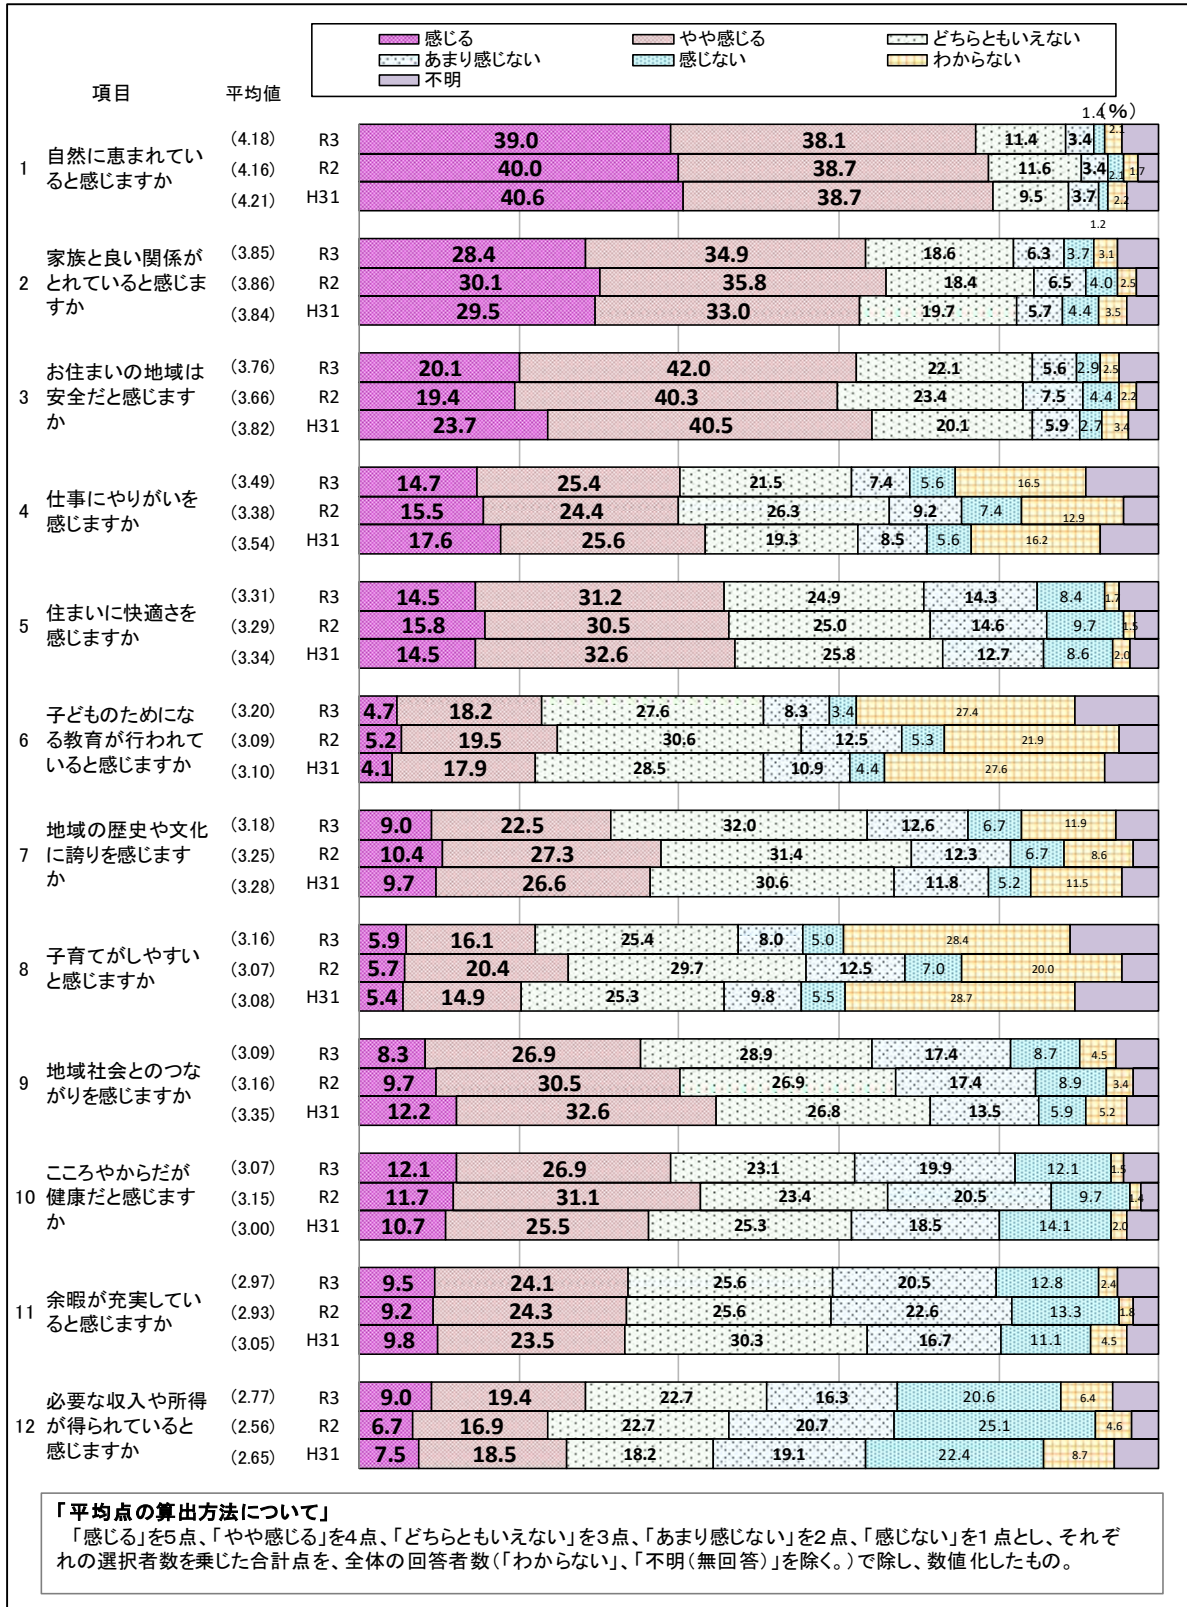 感じる やや感じる どちらともいえない
あまり感じない 感じない わからない
不明
項目 平均値
1.4 (%)
1 自然に恵まれてい
ると感じますか
(4.18) R3 39.0 38.1 11.4 3.4 2.1
(4.16) R2 40.0 38.7 11.6 3.4 2.1 1.7
(4.21) H31 40.6 38.7 9.5 3.7 2.2
1.2
2 家族と良い関係が
とれていると感じま
すか
(3.85) R3 28.4 34.9 18.6 6.3 3.7 3.1
(3.86) R2 30.1 35.8 18.4 6.5 4.0 2.5
(3.84) H31 29.5 33.0 19.7 5.7 4.4 3.5
3 お住まいの地域は
安全だと感じます
か
(3.76) R3 20.1 42.0 22.1 5.6 2.9 2.5
(3.66) R2 19.4 40.3 23.4 7.5 4.4 2.2
(3.82) H31 23.7 40.5 20.1 5.9 2.7 3.4
4 仕事にやりがいを
感じますか
(3.49) R3 14.7 25.4 21.5 7.4 5.6 16.5
(3.38) R2 15.5 24.4 26.3 9.2 7.4 12.9
(3.54) H31 17.6 25.6 19.3 8.5 5.6 16.2
5 住まいに快適さを
感じますか
(3.31) R3 14.5 31.2 24.9 14.3 8.4 1.7
(3.29) R2 15.8 30.5 25.0 14.6 9.7 1.5
(3.34) H31 14.5 32.6 25.8 12.7 8.6 2.0
6 子どものためにな
る教育が行われて
いると感じますか
(3.20) R3 4.7 18.2 27.6 8.3 3.4 27.4
(3.09) R2 5.2 19.5 30.6 12.5 5.3 21.9
(3.10) H31 4.1 17.9 28.5 10.9 4.4 27.6
7 地域の歴史や文化
に誇りを感じます
か
(3.18) R3 9.0 22.5 32.0 12.6 6.7 11.9
(3.25) R2 10.4 27.3 31.4 12.3 6.7 8.6
(3.28) H31 9.7 26.6 30.6 11.8 5.2 11.5
8 子育てがしやすい
と感じますか
(3.16) R3 5.9 16.1 25.4 8.0 5.0 28.4
(3.07) R2 5.7 20.4 29.7 12.5 7.0 20.0
(3.08) H31 5.4 14.9 25.3 9.8 5.5 28.7
9 地域社会とのつな
がりを感じますか
(3.09) R3 8.3 26.9 28.9 17.4 8.7 4.5
(3.16) R2 9.7 30.5 26.9 17.4 8.9 3.4
(3.35) H31 12.2 32.6 26.8 13.5 5.9 5.2
10 こころやからだが
健康だと感じます
か
(3.07) R3 12.1 26.9 23.1 19.9 12.1 1.5
(3.15) R2 11.7 31.1 23.4 20.5 9.7 1.4
(3.00) H31 10.7 25.5 25.3 18.5 14.1 2.0
11 余暇が充実してい
ると感じますか
(2.97) R3 9.5 24.1 25.6 20.5 12.8 2.4
(2.93) R2 9.2 24.3 25.6 22.6 13.3 1.8
(3.05) H31 9.8 23.5 30.3 16.7 11.1 4.5
12 必要な収入や所得
が得られていると
感じますか
(2.77) R3 9.0 19.4 22.7 16.3 20.6 6.4
(2.56) R2 6.7 16.9 22.7 20.7 25.1 4.6
(2.65) H31 7.5 18.5 18.2 19.1 22.4 8.7
「平均点の算出方法について」
「感じる」を5点、「やや感じる」を4点、「どちらともいえない」を3点、「あまり感じない」を2点、「感じない」を1点とし、それぞ
れの選択者数を乗じた合計点を、全体の回答者数(「わからない」、「不明(無回答)」を除く。)で除し、数値化したもの。